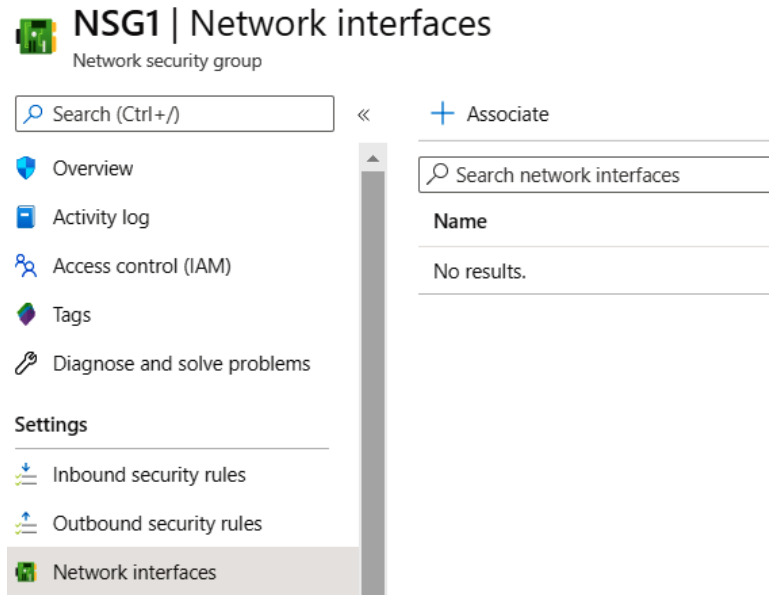 NSG1 | Network interfaces
Network security group
Search (Ctrl+/)
«
Overview
Activity log
Access control (IAM)
Tags
Diagnose and solve problems
Settings
Inbound security rules
Outbound security rules
Network interfaces
+ Associate
Search network interfaces
Name
No results.